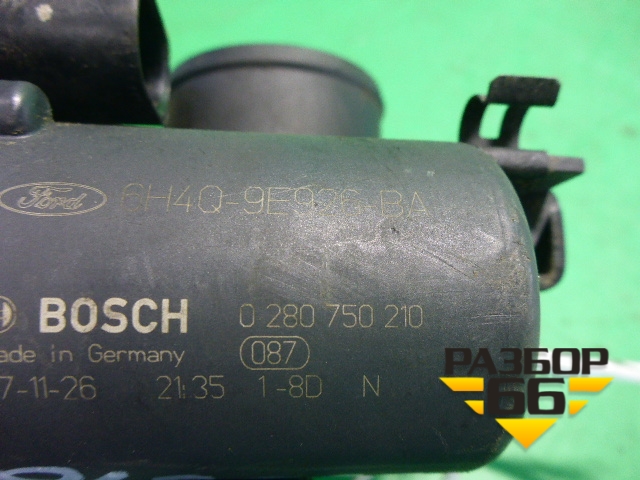 Ford 6H4Q-9E926-BA
BOSCH 0 280 750 210
ade in Germany 087
7-11-26 21:35 1-8D N
РАЗБОР
66